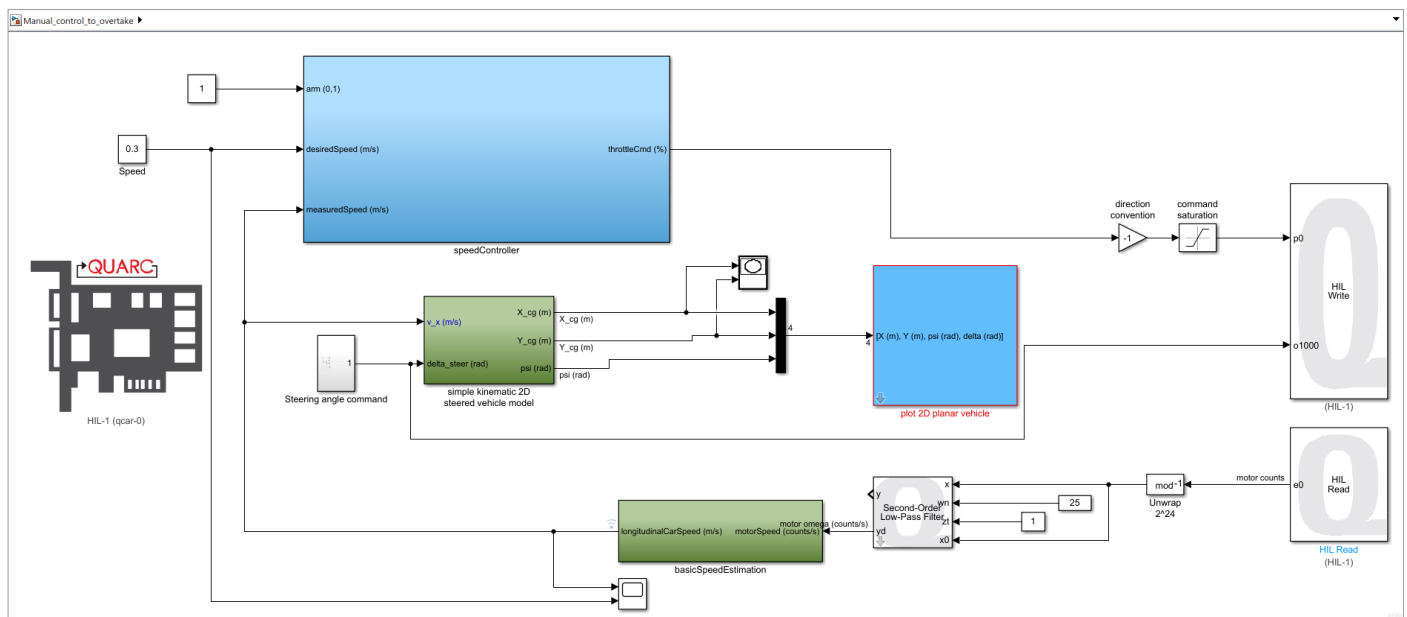 Manual_control_to_overtake
1
arm (0,1)
0.3
Speed
desiredSpeed (m/s)
throttleCmd (%)
measuredSpeed (m/s)
speedController
direction
convention
-1
command
saturation
p0
HIL
Write
o1000
(HIL-1)
QUARC
HIL-1 (qcar-0)
v_x (m/s)
delta_steer (rad)
X_cg (m)
Y_cg (m)
psi (rad)
X_cg (m)
Y_cg (m)
psi (rad)
simple kinematic 2D
steered vehicle model
1
Steering angle command
4
4
[X (m), Y (m), psi (rad), delta (rad)]
plot 2D planar vehicle
longitudinalCarSpeed (m/s)
motorSpeed (counts/s)
basicSpeedEstimation
motor omega (counts/s)
y
yd
Second-Order
Low-Pass Filter
x
wn
zt
x0
25
1
mod -1
Unwrap
2^24
motor counts
e0
HIL
Read
HIL Read
(HIL-1)